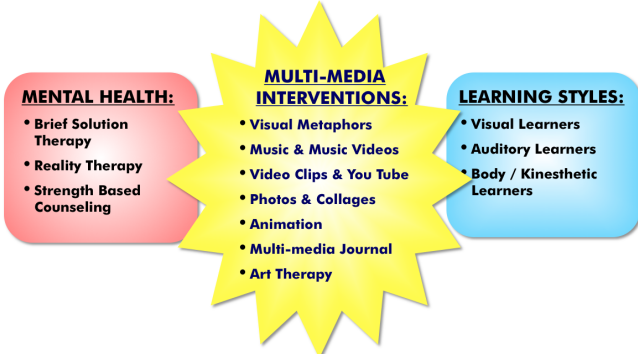 MENTAL HEALTH:
• Brief Solution
Therapy
• Reality Therapy
• Strength Based
Counseling
MULTI-MEDIA
INTERVENTIONS:
• Visual Metaphors
• Music & Music Videos
• Video Clips & You Tube
• Photos & Collages
• Animation
• Multi-media Journal
• Art Therapy
LEARNING STYLES:
• Visual Learners
• Auditory Learners
• Body / Kinesthetic
Learners